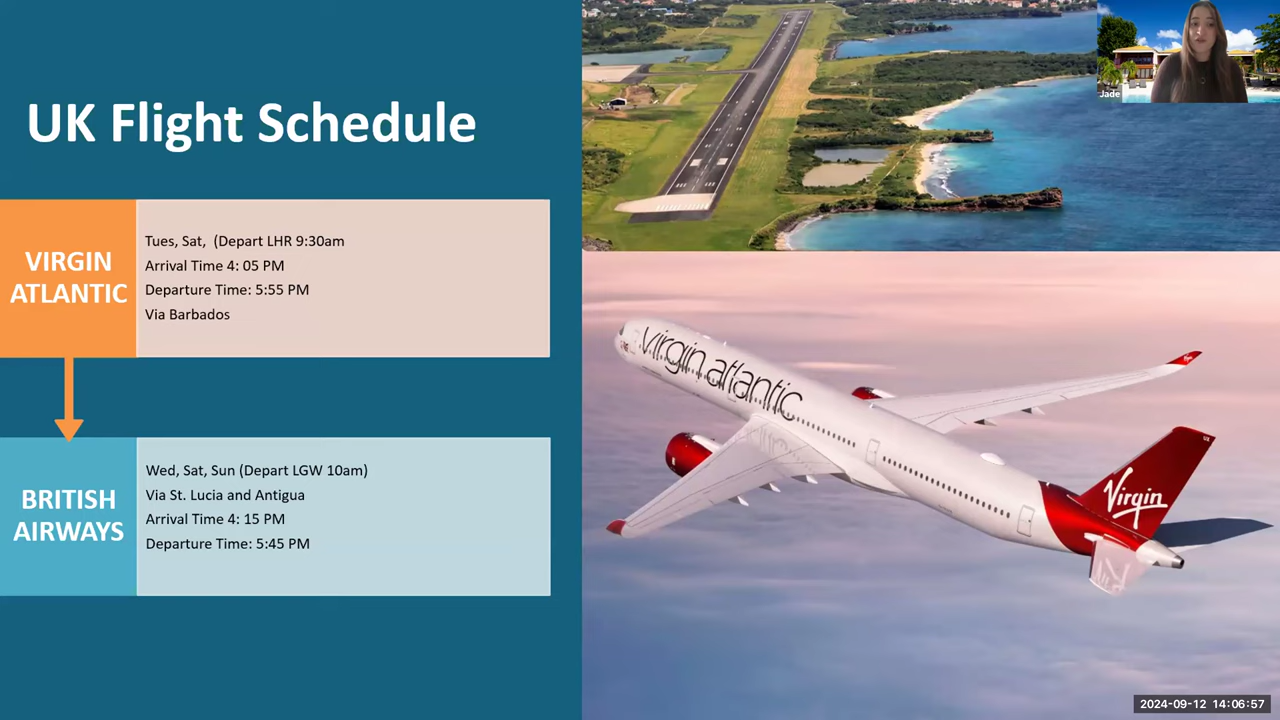 UK Flight Schedule
VIRGIN
ATLANTIC
Tues, Sat,  (Depart LHR 9:30am
Arrival Time 4: 05 PM
Departure Time: 5:55 PM
Via Barbados
BRITISH
AIRWAYS
Wed, Sat, Sun (Depart LGW 10am)
Via St. Lucia and Antigua
Arrival Time 4: 15 PM
Departure Time: 5:45 PM
Jade
virgin atlantic
Virgin
2024-09-12 14:06:57